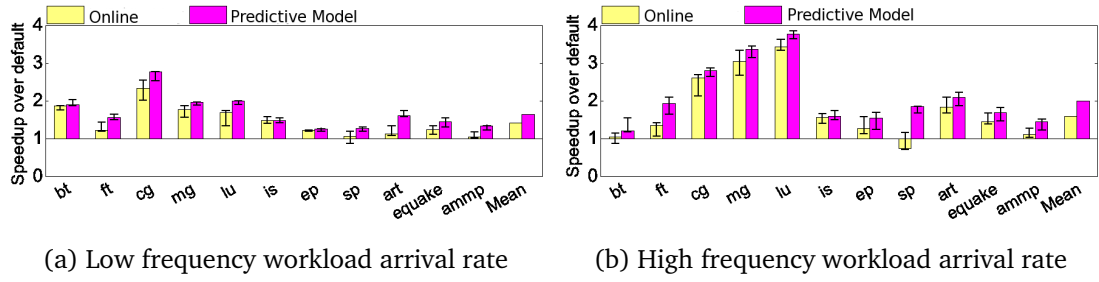 Online Predictive Model
Speedup over default
4
3
2
1
0
bt ft cg mg lu is ep sp art equake ammp Mean
(a) Low frequency workload arrival rate
Online Predictive Model
Speedup over default
4
3
2
1
0
bt ft cg mg lu is ep sp art equake ammp Mean
(b) High frequency workload arrival rate